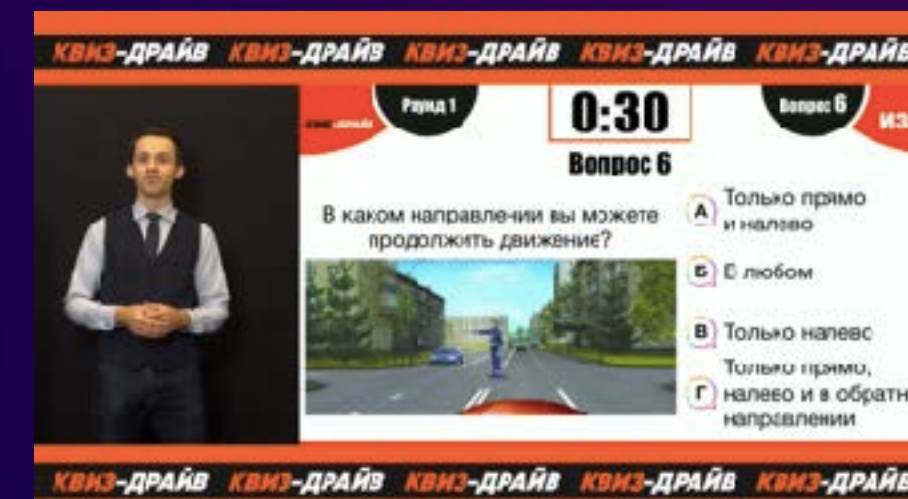 КВИЗ-ДРАЙВ КВИЗ-ДРАЙВ КВИЗ-ДРАЙВ КВИЗ-ДРАЙВ КВИЗ-ДРАЙВ
Раунд 1
0:30
Вопрос 6
ИЗ
Вопрос 6
В каком направлении вы можете
продолжить движение?
А Только прямо
и налево
Б В любом
В Только налево
Г Только прямо,
налево и в обратн
направлении
КВИЗ-ДРАЙВ КВИЗ-ДРАЙВ КВИЗ-ДРАЙВ КВИЗ-ДРАЙВ КВИЗ-ДРАЙВ